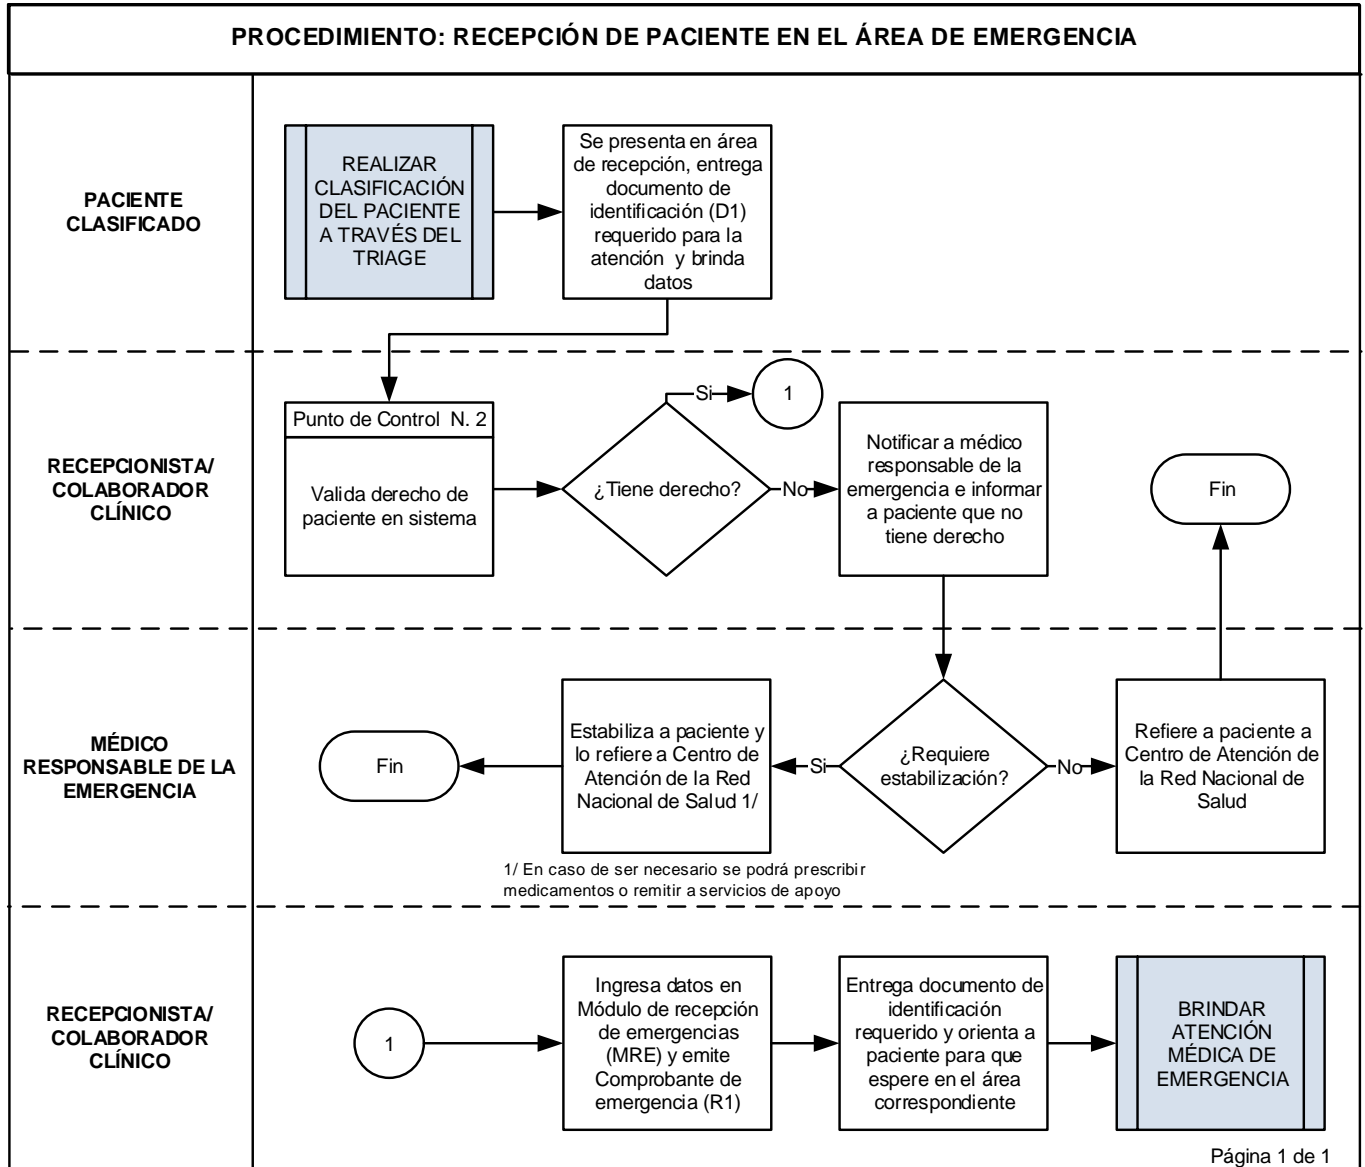 PROCEDIMIENTO: RECEPCIÓN DE PACIENTE EN EL ÁREA DE EMERGENCIA
PACIENTE
CLASIFICADO
REALIZAR
CLASIFICACIÓN
DEL PACIENTE
A TRAVÉS DEL
TRIAGE
Se presenta en área
de recepción, entrega
documento de
identificación (D1)
requerido para la
atención y brinda
datos
RECEPCIONISTA/
COLABORADOR
CLÍNICO
Punto de Control N. 2
Valida derecho de
paciente en sistema
¿Tiene derecho?
Si
1
No
Notificar a médico
responsable de la
emergencia e informar
a paciente que no
tiene derecho
Fin
MÉDICO
RESPONSABLE DE LA
EMERGENCIA
Fin
Estabiliza a paciente y
lo refiere a Centro de
Atención de la Red
Nacional de Salud 1/
Si
¿Requiere
estabilización?
No
Refiere a paciente a
Centro de Atención de
la Red Nacional de
Salud
1/ En caso de ser necesario se podrá prescribir
medicamentos o remitir a servicios de apoyo
RECEPCIONISTA/
COLABORADOR
CLÍNICO
1
Ingresa datos en
Módulo de recepción
de emergencias
(MRE) y emite
Comprobante de
emergencia (R1)
Entrega documento de
identificación
requerido y orienta a
paciente para que
espere en el área
correspondiente
BRINDAR
ATENCIÓN
MÉDICA DE
EMERGENCIA
Página 1 de 1